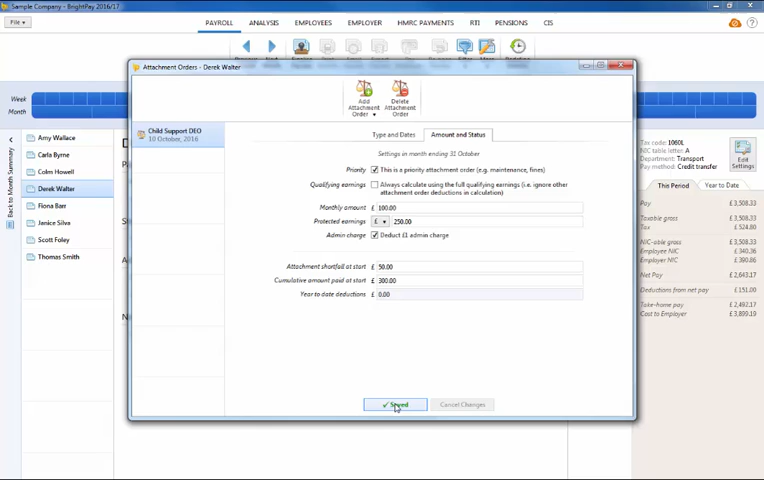 Sample Company - BrightPay 2016/17
File
PAYROLL ANALYSIS EMPLOYEES EMPLOYER HMRC PAYMENTS RTI PENSIONS CIS
Week
Month
Attachment Orders - Derek Walter
Add Attachment Order
Delete Attachment Order
Back to Month Summary
Amy Wallace
Carla Byrne
Colm Howell
Derek Walter
Fiona Barr
Janice Silva
Scott Foley
Thomas Smith
Child Support DEO
10 October, 2016
Type and Dates Amount and Status
Settings in month ending 31 October
Priority This is a priority attachment order (e.g. maintenance, fines)
Qualifying earnings Always calculate using the full qualifying earnings (i.e. ignore other
attachment order deductions in calculation)
Monthly amount £ 100.00
Protected earnings £ 250.00
Admin charge Deduct £1 admin charge
Attachment shortfall at start £ 50.00
Cumulative amount paid at start £ 300.00
Year to date deductions £ 0.00
Saved Cancel Changes
Tax code: 1060L
NIC table letter: A
Department: Transport
Pay method: Credit transfer
Edit Settings
This Period Year to Date
Pay £ 3,508.33
Taxable gross £ 3,508.33
Tax £ 524.80
NIC-able gross £ 3,508.33
Employee NIC £ 340.36
Employer NIC £ 390.86
Net Pay £ 2,643.17
Deductions from net pay £ 151.00
Take-home pay £ 2,492.17
Cost to Employer £ 3,899.19